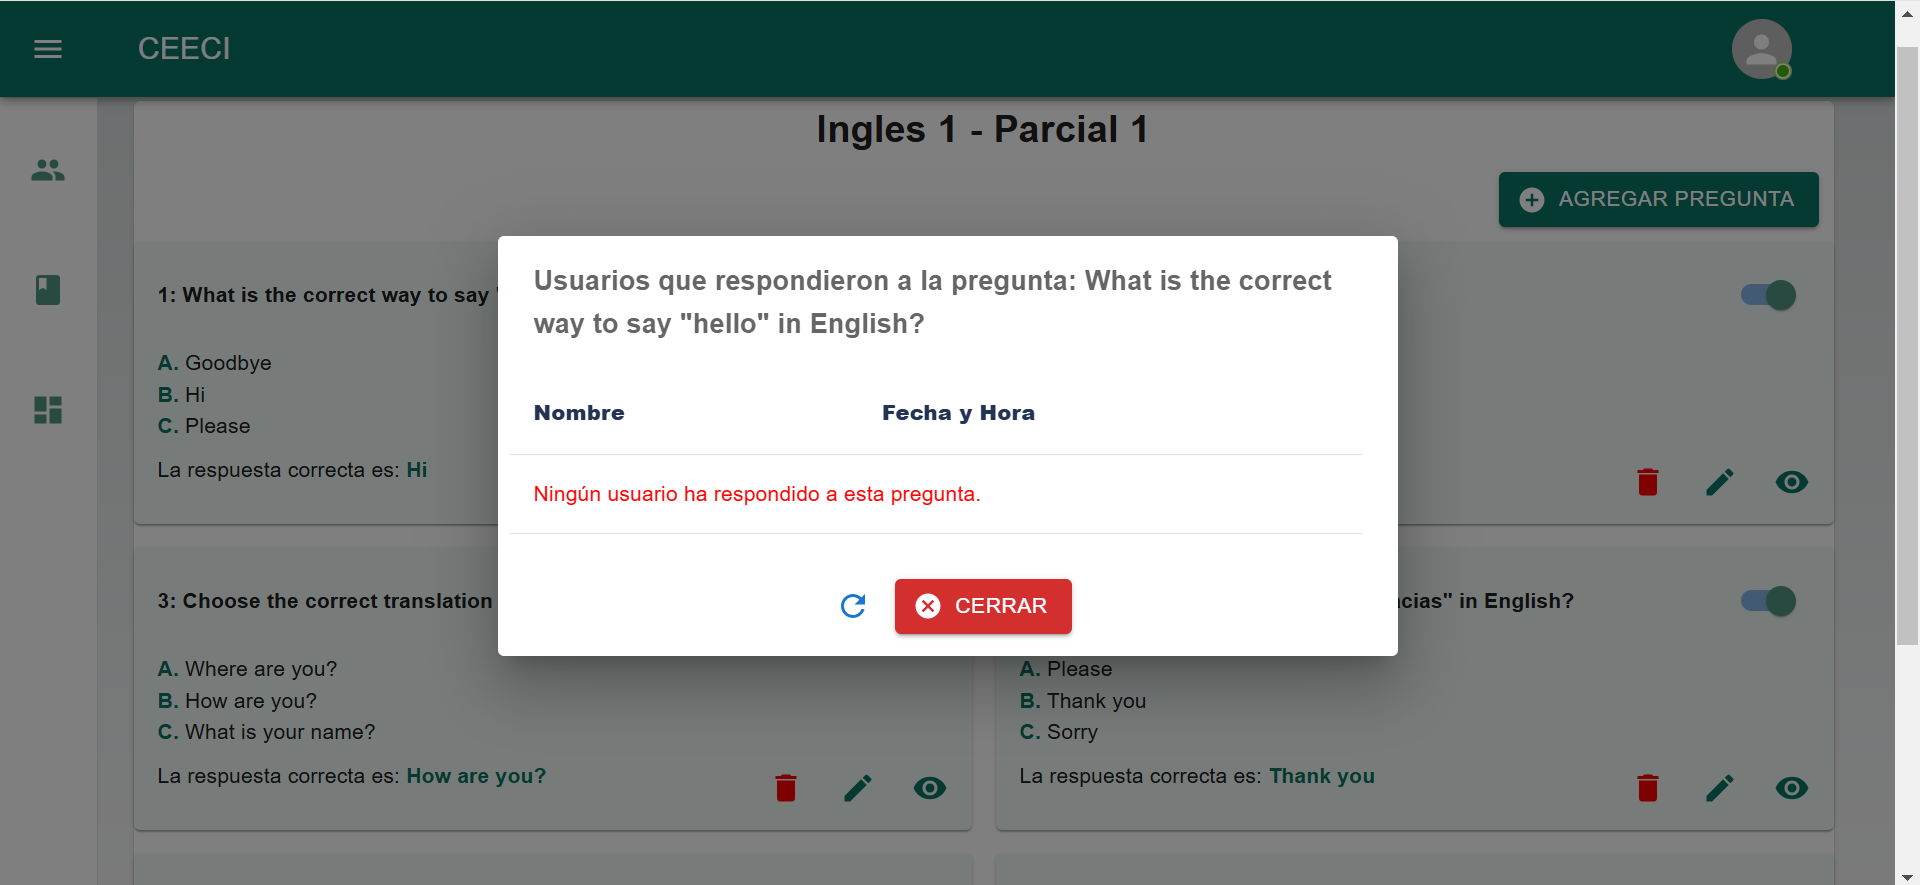 CEECI
Ingles 1 - Parcial 1
AGREGAR PREGUNTA
Usuarios que respondieron a la pregunta: What is the correct
way to say "hello" in English?
Nombre Fecha y Hora
Ningún usuario ha respondido a esta pregunta.
CERRAR
1: What is the correct way to say
A. Goodbye
B. Hi
C. Please
La respuesta correcta es: Hi
3: Choose the correct translation
A. Where are you?
B. How are you?
C. What is your name?
La respuesta correcta es: How are you?
in English?
A. Please
B. Thank you
C. Sorry
La respuesta correcta es: Thank you